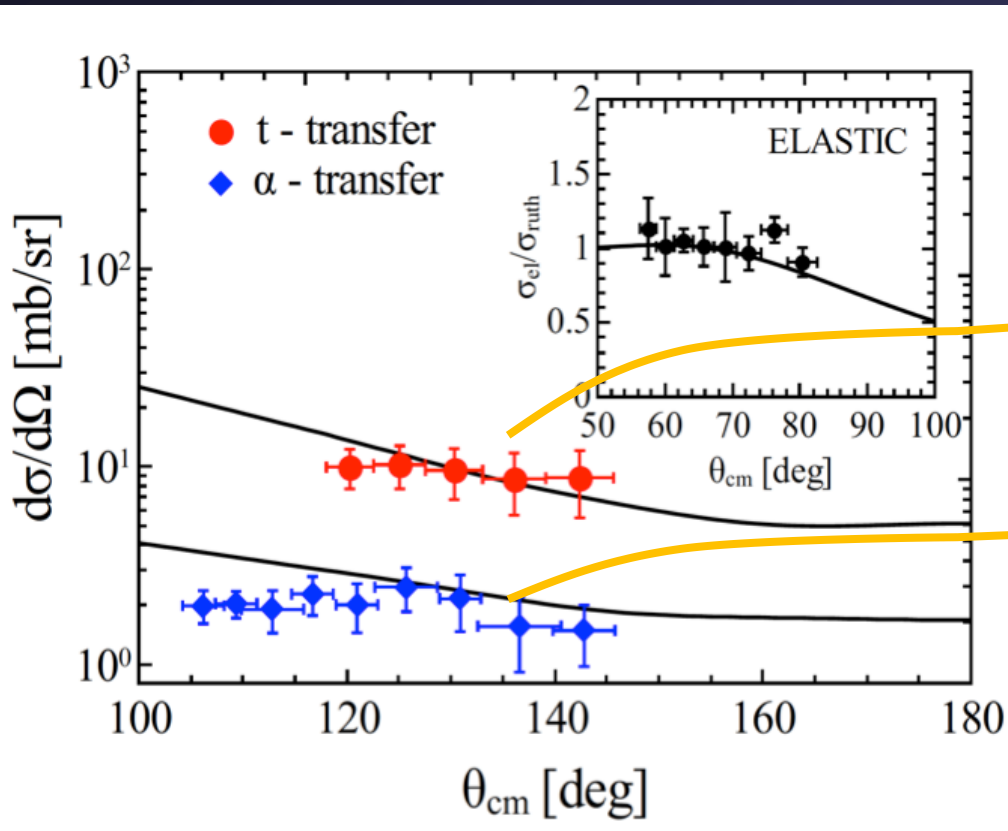 t - transfer
α - transfer
dσ/dΩ [mb/sr]
10³
10²
10¹
10⁰
100 120 140 160 180
θcm [deg]
ELASTIC
σel/σruth
2
1.5
1
0.5
0
50 60 70 80 90 100
θcm [deg]